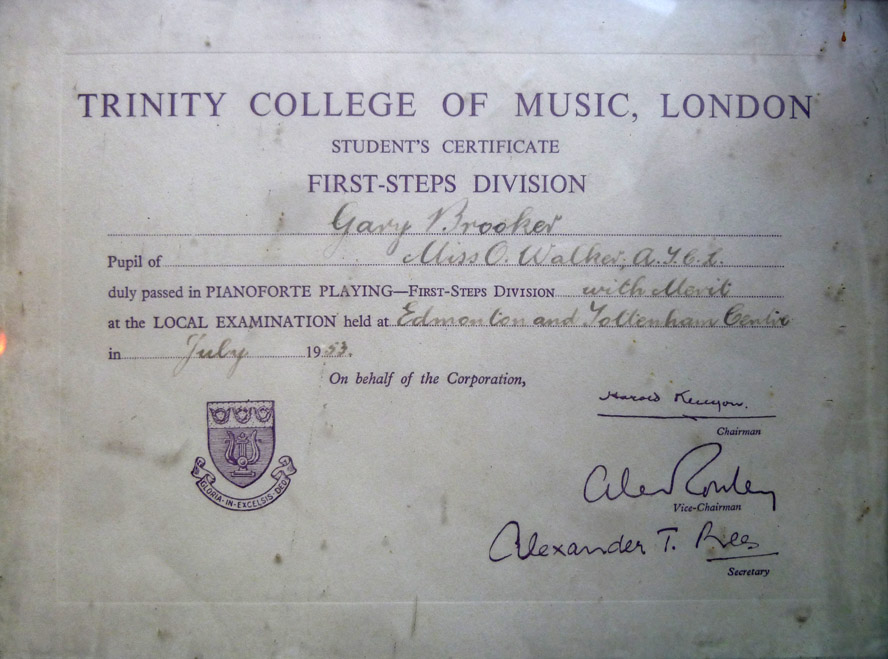 TRINITY COLLEGE OF MUSIC, LONDON
STUDENT'S CERTIFICATE
FIRST-STEPS DIVISION
Gary Brooker
Pupil of Miss O. Walker, A.T.C.L.
duly passed in PIANOFORTE PLAYING—FIRST-STEPS DIVISION with Merit
at the LOCAL EXAMINATION held at Edmonton and Tottenham Centre
in July 1953.
On behalf of the Corporation,
Harold Kenyon.
Chairman
Alec Rowley
Vice-Chairman
Alexander T. Rees
Secretary
GLORIA·IN·EXCELSIS·DEO